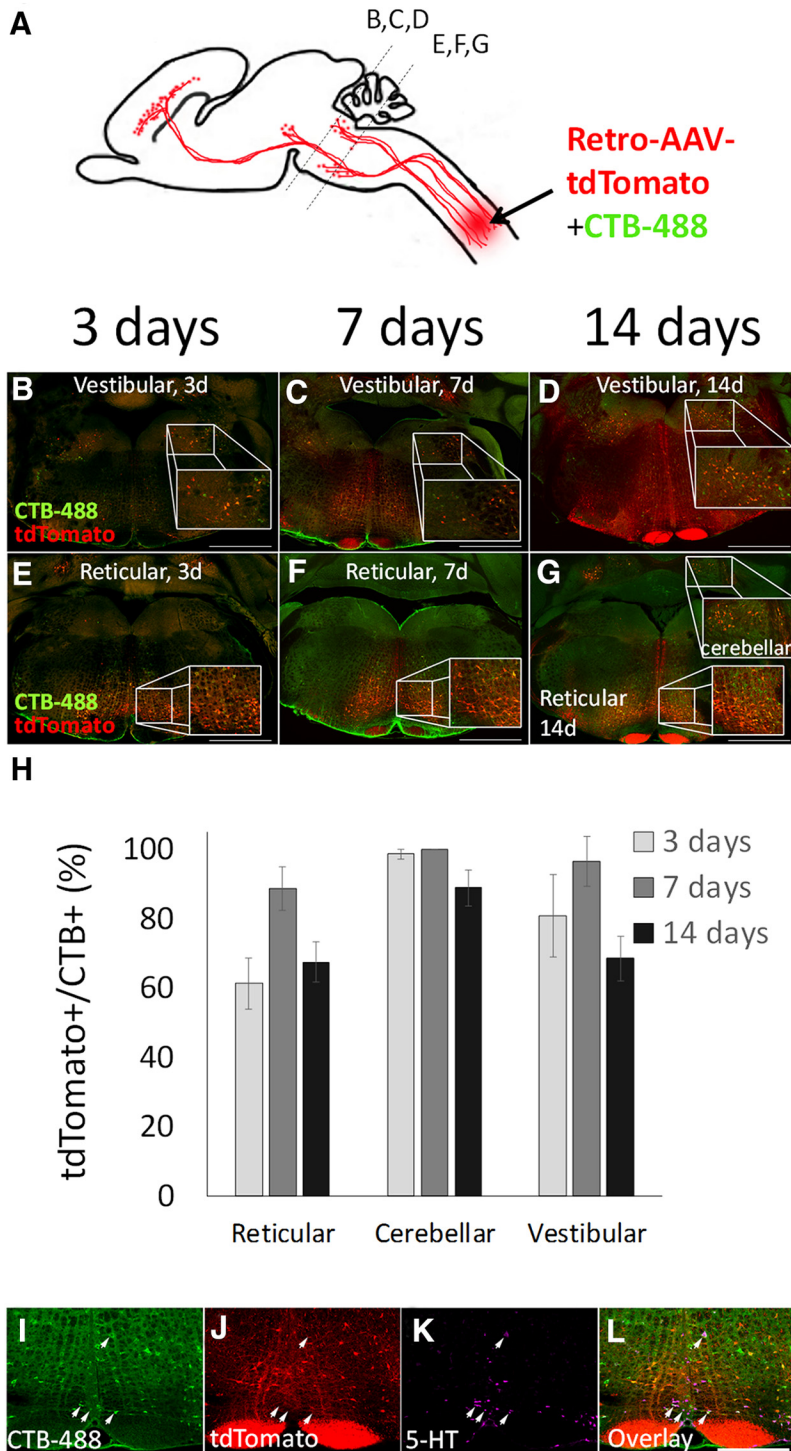 A
B,C,D
E,F,G
Retro-AAV-
tdTomato
+CTB-488
3 days
7 days
14 days
B
Vestibular, 3d
CTB-488
tdTomato
C
Vestibular, 7d
D
Vestibular, 14d
E
Reticular, 3d
CTB-488
tdTomato
F
Reticular, 7d
G
cerebellar
Reticular
14d
H
tdTomato+/CTB+ (%)
100
80
60
40
20
0
3 days
7 days
14 days
Reticular
Cerebellar
Vestibular
I
CTB-488
J
tdTomato
K
5-HT
L
Overlay